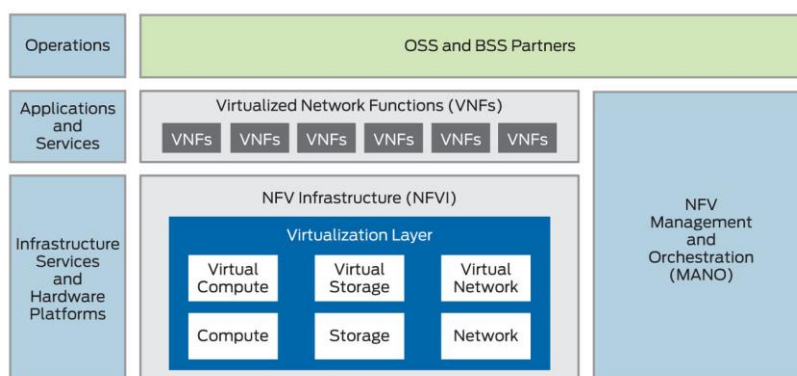 Operations
OSS and BSS Partners
Applications
and
Services
Virtualized Network Functions (VNFs)
VNFs VNFs VNFs VNFs VNFs VNFs
Infrastructure
Services
and
Hardware
Platforms
NFV Infrastructure (NFVI)
Virtualization Layer
Virtual
Compute
Virtual
Storage
Virtual
Network
Compute
Storage
Network
NFV
Management
and
Orchestration
(MANO)